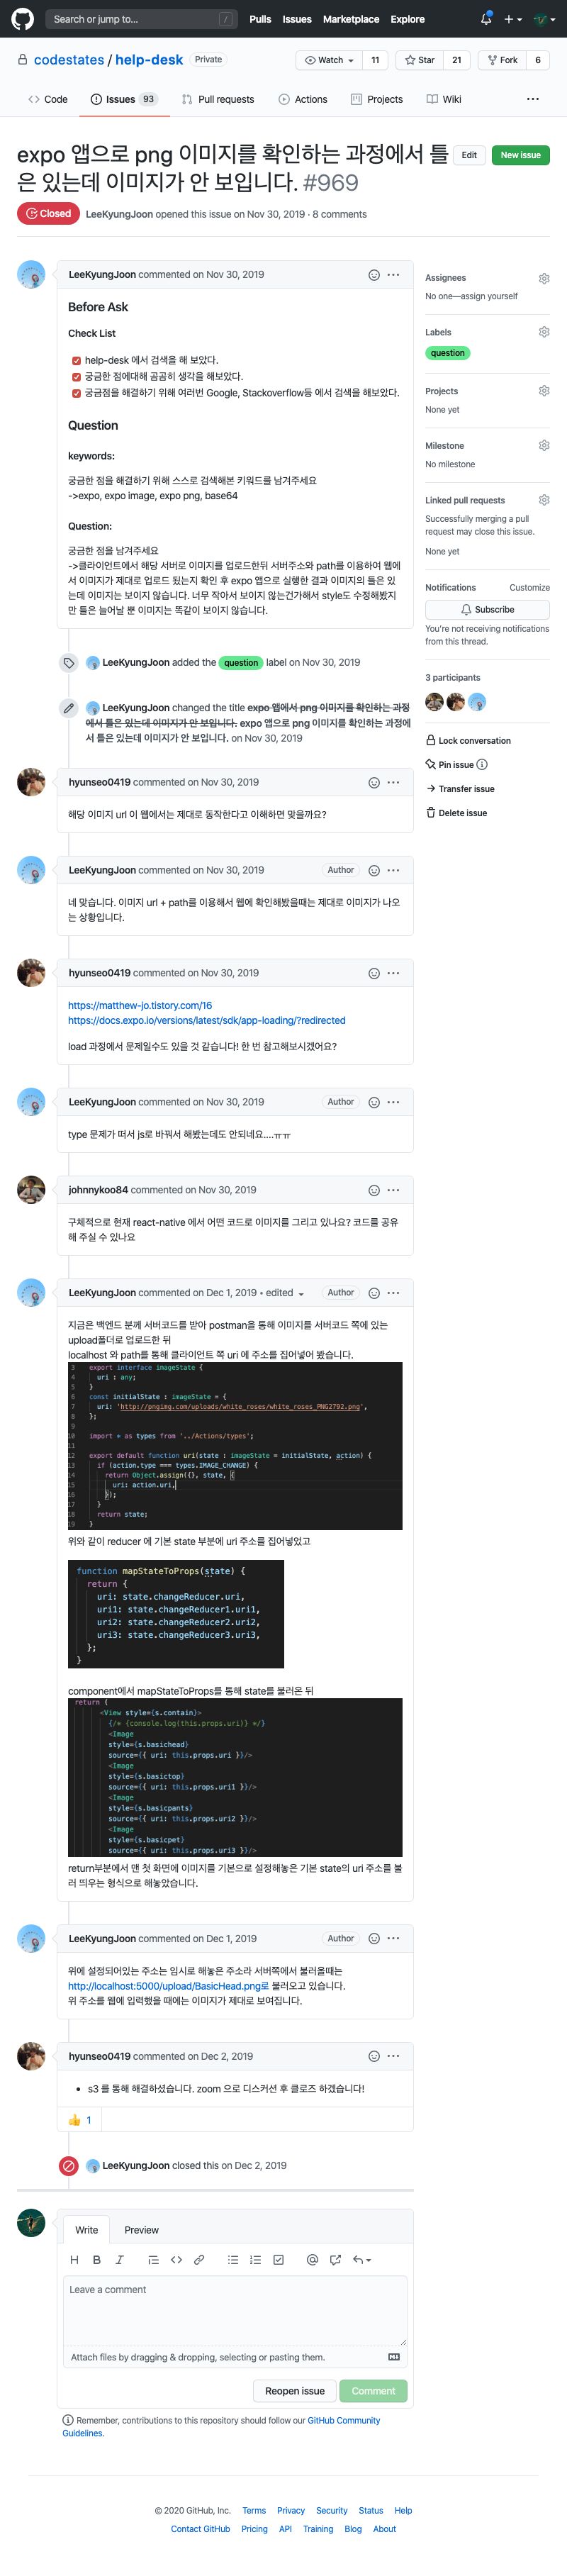 Search or jump to... /
Pulls Issues Marketplace Explore
codestates / help-desk Private
Watch 11 Star 21 Fork 6
Code Issues 93 Pull requests Actions Projects Wiki ...
expo 앱으로 png 이미지를 확인하는 과정에서 틀
은 있는데 이미지가 안 보입니다. #969
Edit New issue
Closed LeeKyungJoon opened this issue on Nov 30, 2019 · 8 comments
LeeKyungJoon commented on Nov 30, 2019
Before Ask
Check List
help-desk 에서 검색을 해 보았다.
궁금한 점에대해 곰곰히 생각을 해보았다.
궁금점을 해결하기 위해 여러번 Google, Stackoverflow등 에서 검색을 해보았다.
Question
keywords:
궁금한 점을 해결하기 위해 스스로 검색해본 키워드를 남겨주세요
->expo, expo image, expo png, base64
Question:
궁금한 점을 남겨주세요
->클라이언트에서 해당 서버로 이미지를 업로드한뒤 서버주소와 path를 이용하여 웹에
서 이미지가 제대로 업로드 됬는지 확인 후 expo 앱으로 실행한 결과 이미지의 틀은 있
는데 이미지는 보이지 않습니다. 너무 작아서 보이지 않는건가해서 style도 수정해봤지
만 틀은 늘어날 뿐 이미지는 똑같이 보이지 않습니다.
LeeKyungJoon added the question label on Nov 30, 2019
LeeKyungJoon changed the title expo 앱에서 png 이미지를 확인하는 과정
에서 틀은 있는데 이미지가 안 보입니다. expo 앱으로 png 이미지를 확인하는 과정에
서 틀은 있는데 이미지가 안 보입니다. on Nov 30, 2019
hyunseo0419 commented on Nov 30, 2019
해당 이미지 url 이 웹에서는 제대로 동작한다고 이해하면 맞을까요?
LeeKyungJoon commented on Nov 30, 2019 Author
네 맞습니다. 이미지 url + path를 이용해서 웹에 확인해봤을때는 제대로 이미지가 나오
는 상황입니다.
hyunseo0419 commented on Nov 30, 2019
https://matthew-jo.tistory.com/16
https://docs.expo.io/versions/latest/sdk/app-loading/?redirected
load 과정에서 문제일수도 있을 것 같습니다! 한 번 참고해보시겠어요?
LeeKyungJoon commented on Nov 30, 2019 Author
type 문제가 떠서 js로 바꿔서 해봤는데도 안되네요....ㅠㅠ
johnnykoo84 commented on Nov 30, 2019
구체적으로 현재 react-native 에서 어떤 코드로 이미지를 그리고 있나요? 코드를 공유
해 주실 수 있나요
LeeKyungJoon commented on Dec 1, 2019 • edited Author
지금은 백엔드 분께 서버코드를 받아 postman을 통해 이미지를 서버코드 쪽에 있는
upload폴더로 업로드한 뒤
localhost 와 path를 통해 클라이언트 쪽 uri 에 주소를 집어넣어 봤습니다.
3 export interface imageState {
4 uri : any;
5 }
6 const initialState : imageState = {
7 uri: 'http://pngimg.com/uploads/white_roses/white_roses_PNG2792.png',
8 };
9
10 import * as types from '../Actions/types';
11
12 export default function uri(state : imageState = initialState, action) {
13 if (action.type === types.IMAGE_CHANGE) {
14 return Object.assign({}, state, {
15 uri: action.uri,
16 });
17 }
18 return state;
19 }
위와 같이 reducer 에 기본 state 부분에 uri 주소를 집어넣었고
function mapStateToProps(state) {
return {
uri: state.changeReducer.uri,
uri1: state.changeReducer1.uri1,
uri2: state.changeReducer2.uri2,
uri3: state.changeReducer3.uri3,
};
}
component에서 mapStateToProps를 통해 state를 불러온 뒤
return (
<View style={s.contain}>
{/* {console.log(this.props.uri)} */}
<Image
style={s.basichead}
source={{ uri: this.props.uri }}/>
<Image
style={s.basictop}
source={{ uri: this.props.uri1 }}/>
<Image
style={s.basicpants}
source={{ uri: this.props.uri2 }}/>
<Image
style={s.basicpet}
source={{ uri: this.props.uri3 }}/>
return부분에서 맨 첫 화면에 이미지를 기본으로 설정해놓은 기본 state의 uri 주소를 불
러 띄우는 형식으로 해놓았습니다.
LeeKyungJoon commented on Dec 1, 2019 Author
위에 설정되어있는 주소는 임시로 해놓은 주소라 서버쪽에서 불러올때는
http://localhost:5000/upload/BasicHead.png로 불러오고 있습니다.
위 주소를 웹에 입력했을 때에는 이미지가 제대로 보여집니다.
hyunseo0419 commented on Dec 2, 2019
• s3 를 통해 해결하셨습니다. zoom 으로 디스커션 후 클로즈 하겠습니다!
👍 1
LeeKyungJoon closed this on Dec 2, 2019
Write Preview
Leave a comment
Attach files by dragging & dropping, selecting or pasting them.
Reopen issue Comment
Remember, contributions to this repository should follow our GitHub Community
Guidelines.
Assignees
No one—assign yourself
Labels
question
Projects
None yet
Milestone
No milestone
Linked pull requests
Successfully merging a pull
request may close this issue.
None yet
Notifications Customize
Subscribe
You're not receiving notifications
from this thread.
3 participants
Lock conversation
Pin issue
Transfer issue
Delete issue
© 2020 GitHub, Inc. Terms Privacy Security Status Help
Contact GitHub Pricing API Training Blog About